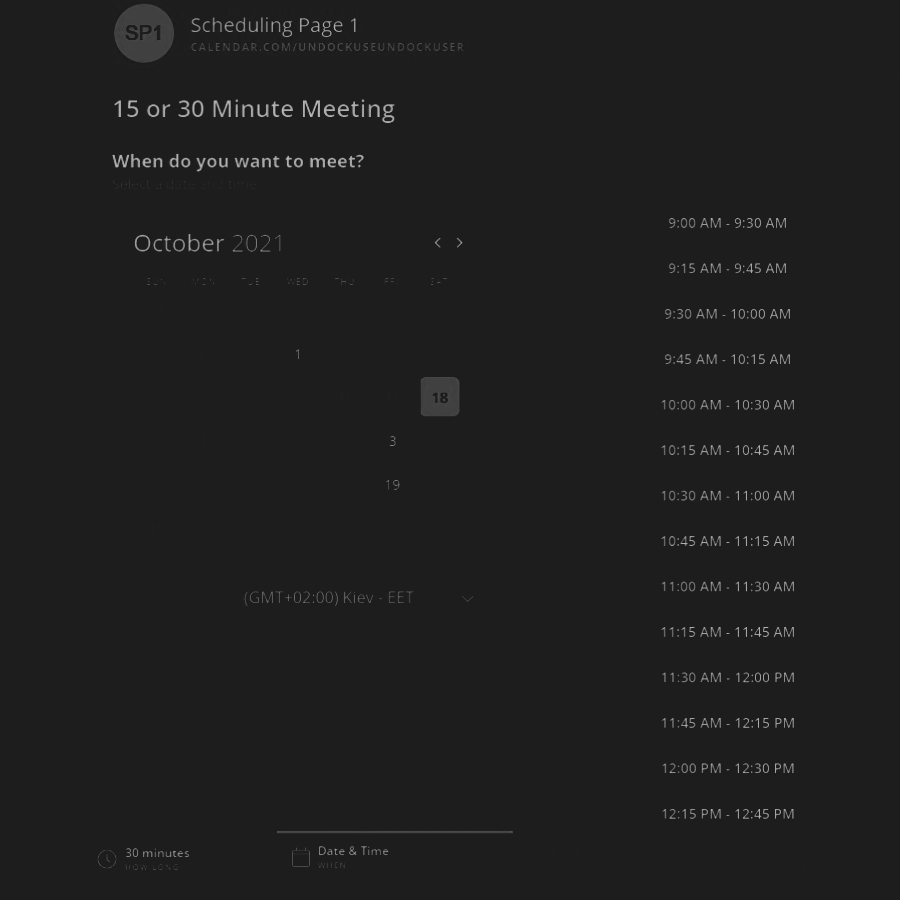 SP1
Scheduling Page 1
CALENDAR.COM/UNDOCKUSEUNDOCKUSER
15 or 30 Minute Meeting
When do you want to meet?
Select a date and time
October 2021
SUN MON TUE WED THU FRI SAT
1
18
3
19
(GMT+02:00) Kiev - EET
9:00 AM - 9:30 AM
9:15 AM - 9:45 AM
9:30 AM - 10:00 AM
9:45 AM - 10:15 AM
10:00 AM - 10:30 AM
10:15 AM - 10:45 AM
10:30 AM - 11:00 AM
10:45 AM - 11:15 AM
11:00 AM - 11:30 AM
11:15 AM - 11:45 AM
11:30 AM - 12:00 PM
11:45 AM - 12:15 PM
12:00 PM - 12:30 PM
12:15 PM - 12:45 PM
30 minutes
HOW LONG
Date & Time
WHEN